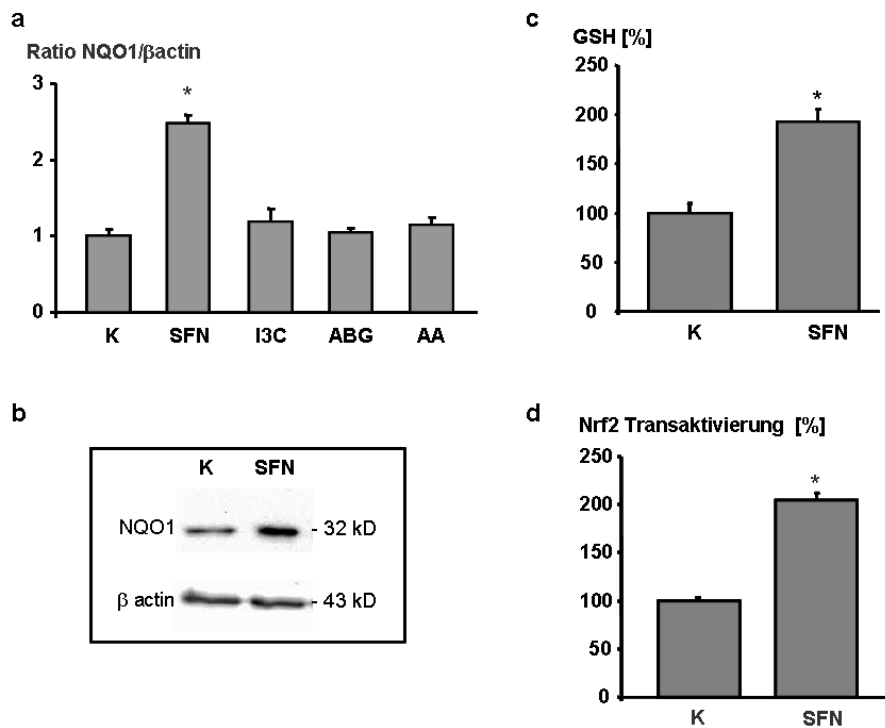 a
Ratio NQO1/βactin
3
*
2
1
0
K SFN I3C ABG AA
b
K SFN
NQO1 - 32 kD
β actin - 43 kD
c
GSH [%]
250
*
200
150
100
50
0
K SFN
d
Nrf2 Transaktivierung [%]
250
*
200
150
100
50
0
K SFN